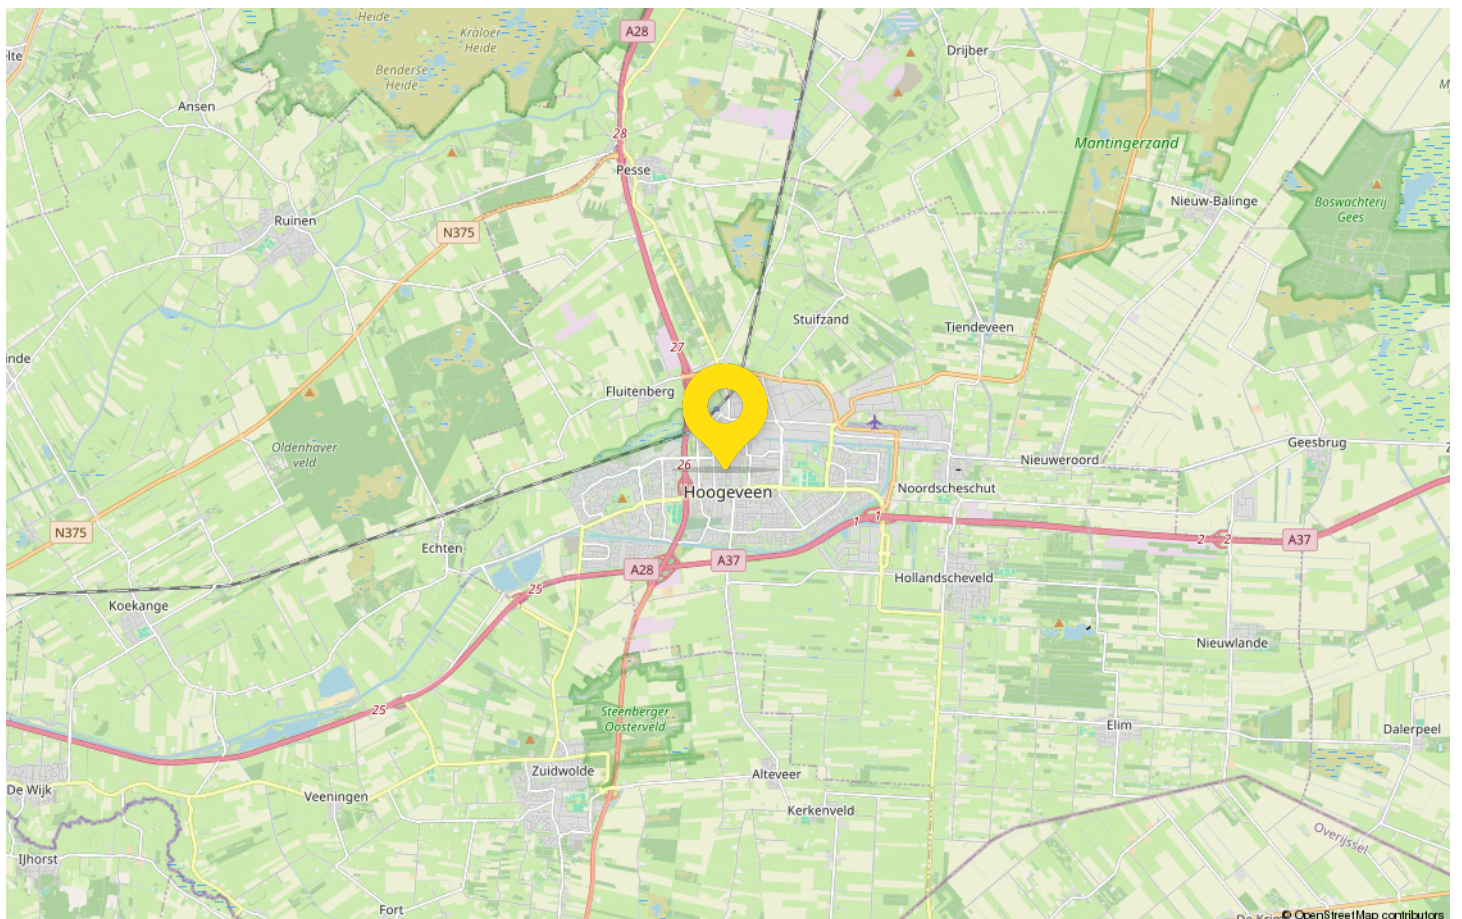 Heide
Kraloer
Heide
A28
Drijber
elte
Benderse
Heide
Ansen
28
Mantingerzand
Pesse
Nieuw-Balinge
Boswachterij
Gees
Ruinen
N375
Stuifzand
Tiendeveen
27
nde
Fluitenberg
Oldenhaver
veld
Geesbrug
26
Nieuweroord
Hoogeveen
Noordscheschut
1
1
N375
2
2
A37
Echten
A28
A37
25
Hollandscheveld
Koekange
Nieuwlande
25
Steenberger
Oosterveld
Elim
Dalerpeel
Zuidwolde
Alteveer
De Wijk
Veeningen
Kerkenveld
Overijssel
IJhorst
Fort
© OpenStreetMap contributors